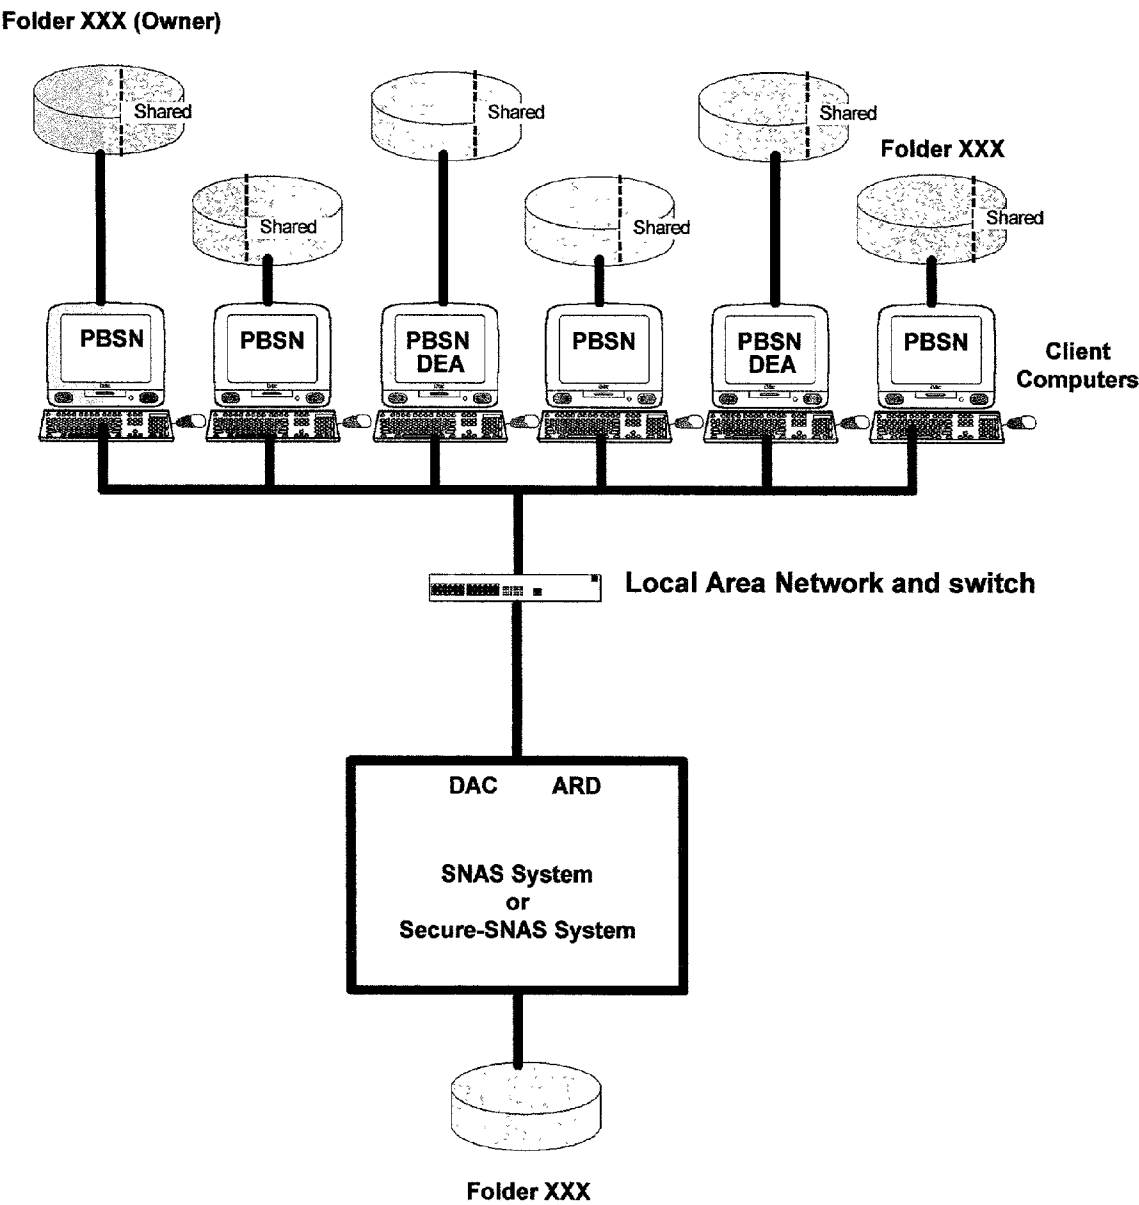 Folder XXX (Owner)
Shared
Shared
Shared
Folder XXX
Shared
Shared
Shared
PBSN
PBSN
PBSN
DEA
PBSN
PBSN
DEA
PBSN
Client
Computers
Local Area Network and switch
DAC ARD
SNAS System
or
Secure-SNAS System
Folder XXX